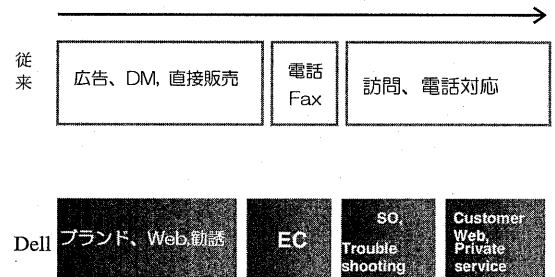 従
来
広告、DM, 直接販売
電話
Fax
訪問、電話対応
Dell
ブランド、Web,勧誘
EC
SO,
Trouble
shooting
Customer
Web,
Private
service